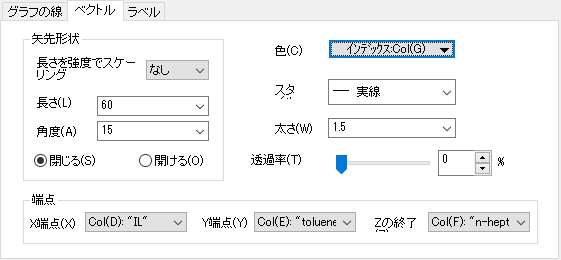 グラフの線 ベクトル ラベル
矢先形状
長さを強度でスケーリング なし
長さ(L) 60
角度(A) 15
閉じる(S) 開ける(O)
色(C) インデックス:Col(G)
スタ 実線
太さ(W) 1.5
透過率(T) 0 %
端点
X端点(X) Col(D): "IL" Y端点(Y) Col(E): "toluene Zの終了 Col(F): "n-hept